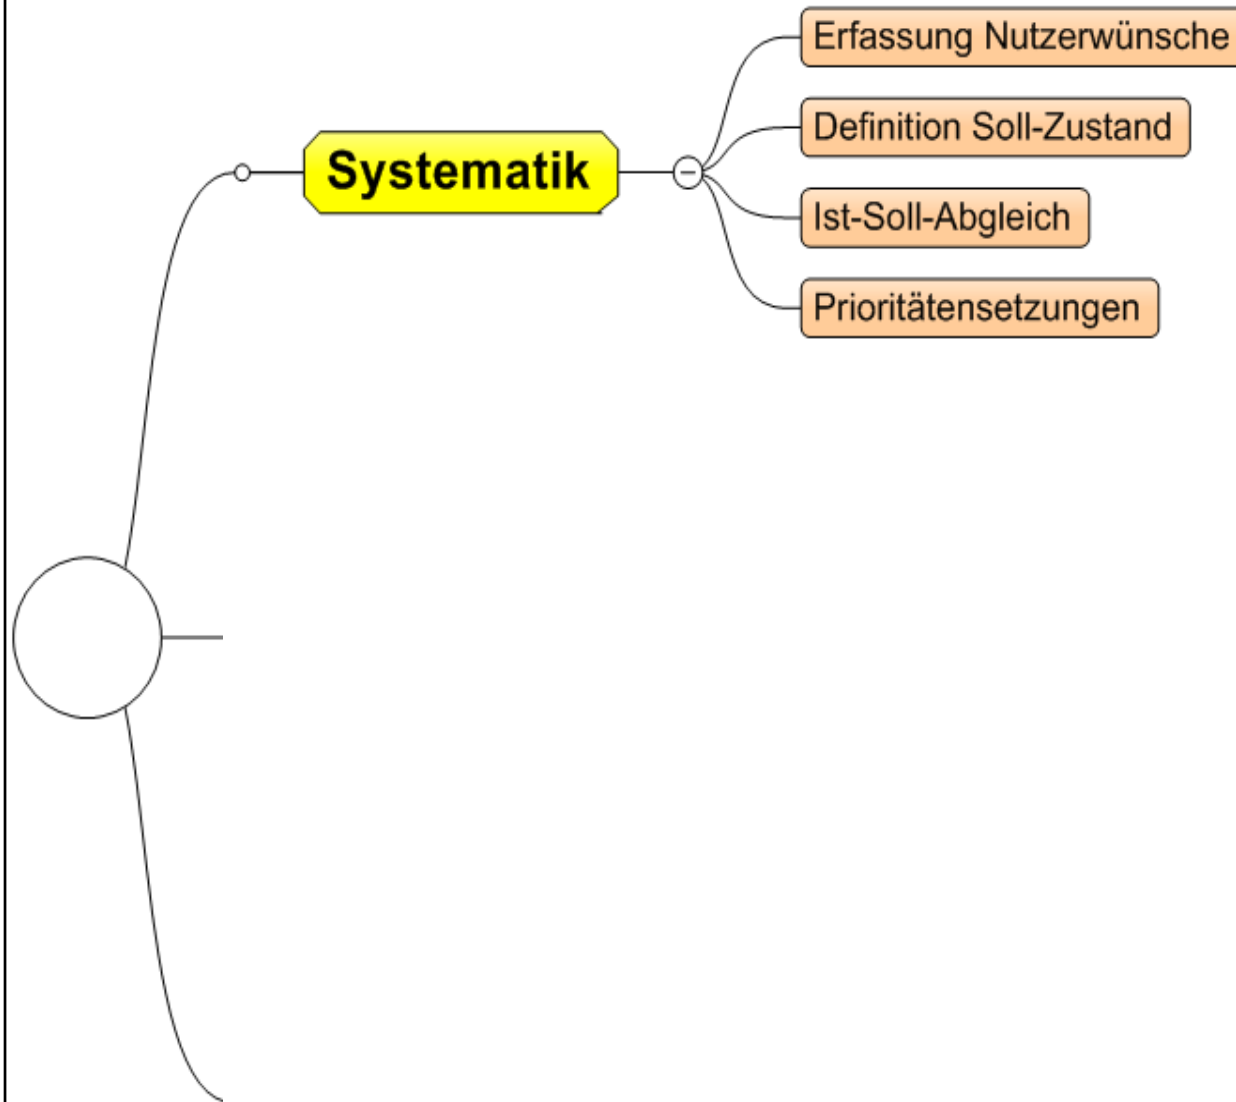 Erfassung Nutzerwünsche
Definition Soll-Zustand
Systematik
Ist-Soll-Abgleich
Prioritätensetzungen